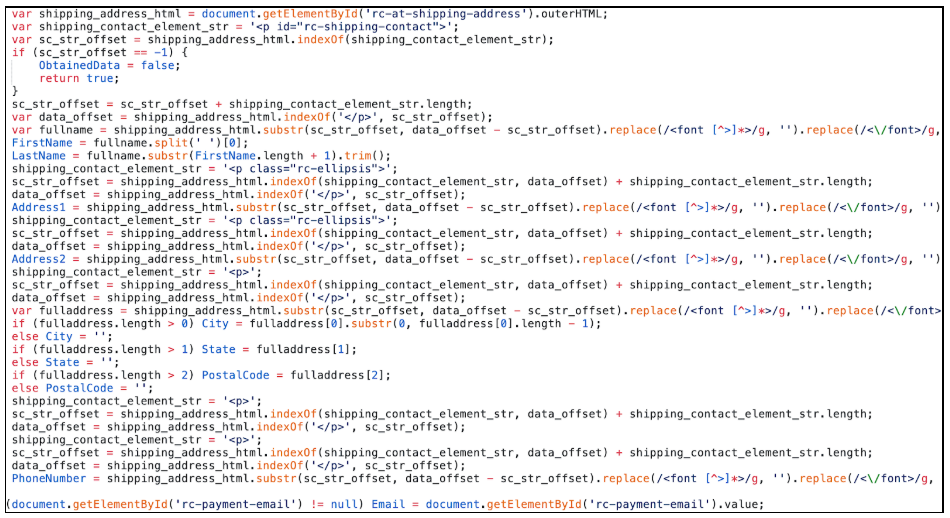 var shipping_address_html = document.getElementById('rc-at-shipping-address').outerHTML;
var shipping_contact_element_str = '<p id="rc-shipping-contact">';
var sc_str_offset = shipping_address_html.indexOf(shipping_contact_element_str);
if (sc_str_offset == -1) {
    ObtainedData = false;
    return true;
}
sc_str_offset = sc_str_offset + shipping_contact_element_str.length;
var data_offset = shipping_address_html.indexOf('</p>', sc_str_offset);
var fullname = shipping_address_html.substr(sc_str_offset, data_offset - sc_str_offset).replace(/<font [^>]*>/g, '').replace(/<\/font>/g,
FirstName = fullname.split(' ')[0];
LastName = fullname.substr(FirstName.length + 1).trim();
shipping_contact_element_str = '<p class="rc-ellipsis">';
sc_str_offset = shipping_address_html.indexOf(shipping_contact_element_str, data_offset) + shipping_contact_element_str.length;
data_offset = shipping_address_html.indexOf('</p>', sc_str_offset);
Address1 = shipping_address_html.substr(sc_str_offset, data_offset - sc_str_offset).replace(/<font [^>]*>/g, '').replace(/<\/font>/g, '')
shipping_contact_element_str = '<p class="rc-ellipsis">';
sc_str_offset = shipping_address_html.indexOf(shipping_contact_element_str, data_offset) + shipping_contact_element_str.length;
data_offset = shipping_address_html.indexOf('</p>', sc_str_offset);
Address2 = shipping_address_html.substr(sc_str_offset, data_offset - sc_str_offset).replace(/<font [^>]*>/g, '').replace(/<\/font>/g, '')
shipping_contact_element_str = '<p>';
sc_str_offset = shipping_address_html.indexOf(shipping_contact_element_str, data_offset) + shipping_contact_element_str.length;
data_offset = shipping_address_html.indexOf('</p>', sc_str_offset);
var fulladdress = shipping_address_html.substr(sc_str_offset, data_offset - sc_str_offset).replace(/<font [^>]*>/g, '').replace(/<\/font>
if (fulladdress.length > 0) City = fulladdress[0].substr(0, fulladdress[0].length - 1);
else City = '';
if (fulladdress.length > 1) State = fulladdress[1];
else State = '';
if (fulladdress.length > 2) PostalCode = fulladdress[2];
else PostalCode = '';
shipping_contact_element_str = '<p>';
sc_str_offset = shipping_address_html.indexOf(shipping_contact_element_str, data_offset) + shipping_contact_element_str.length;
data_offset = shipping_address_html.indexOf('</p>', sc_str_offset);
shipping_contact_element_str = '<p>';
sc_str_offset = shipping_address_html.indexOf(shipping_contact_element_str, data_offset) + shipping_contact_element_str.length;
data_offset = shipping_address_html.indexOf('</p>', sc_str_offset);
PhoneNumber = shipping_address_html.substr(sc_str_offset, data_offset - sc_str_offset).replace(/<font [^>]*>/g, '').replace(/<\/font>/g,
(document.getElementById('rc-payment-email') != null) Email = document.getElementById('rc-payment-email').value;